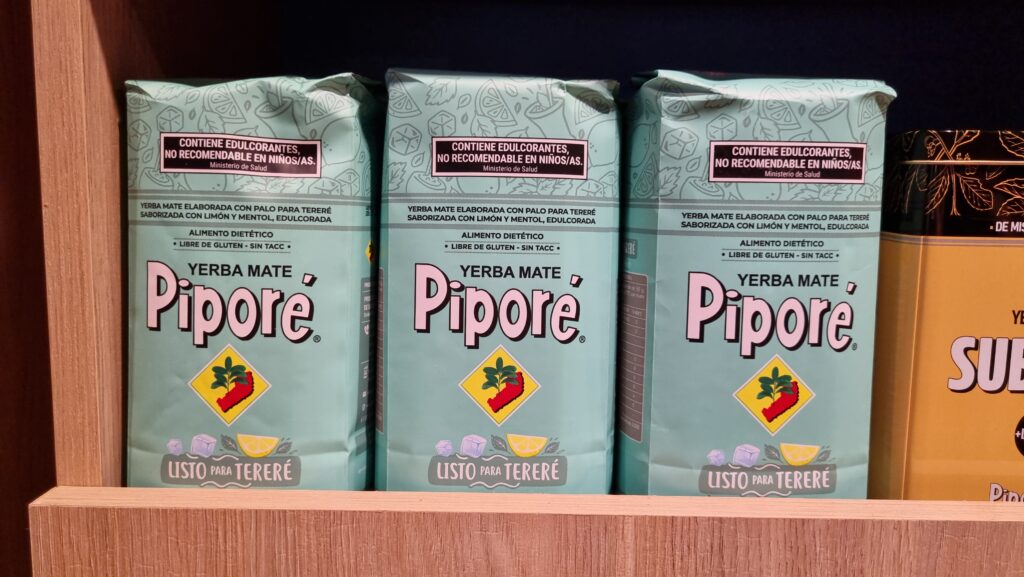 CONTIENE EDULCORANTES,
NO RECOMENDABLE EN NIÑOS/AS.
Ministerio de Salud
YERBA MATE ELABORADA CON PALO PARA TERERÉ
SABORIZADA CON LIMÓN Y MENTOL, EDULCORADA
ALIMENTO DIETÉTICO
• LIBRE DE GLUTEN - SIN TACC •
YERBA MATE
Piporé®
LISTO PARA TERERÉ
CONTIENE EDULCORANTES,
NO RECOMENDABLE EN NIÑOS/AS.
Ministerio de Salud
YERBA MATE ELABORADA CON PALO PARA TERERÉ
SABORIZADA CON LIMÓN Y MENTOL, EDULCORADA
ALIMENTO DIETÉTICO
• LIBRE DE GLUTEN - SIN TACC •
YERBA MATE
Piporé®
LISTO PARA TERERÉ
CONTIENE EDULCORANTES,
NO RECOMENDABLE EN NIÑOS/AS.
Ministerio de Salud
YERBA MATE ELABORADA CON PALO PARA TERERÉ
SABORIZADA CON LIMÓN Y MENTOL, EDULCORADA
ALIMENTO DIETÉTICO
• LIBRE DE GLUTEN - SIN TACC •
YERBA MATE
Piporé®
LISTO PARA TERERÉ
• DE MIS
YE
SUB
Pipo